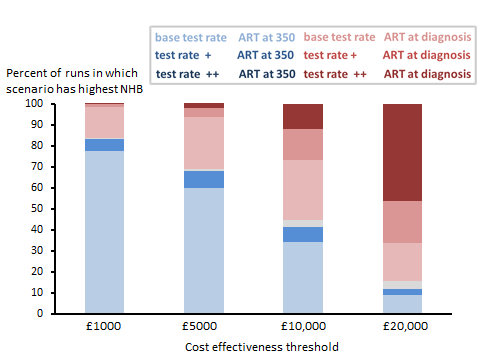 base test rate ART at 350 base test rate ART at diagnosis
test rate + ART at 350 test rate + ART at diagnosis
test rate ++ ART at 350 test rate ++ ART at diagnosis
Percent of runs in which
scenario has highest NHB
100
90
80
70
60
50
40
30
20
10
0
£1000 £5000 £10,000 £20,000
Cost effectiveness threshold